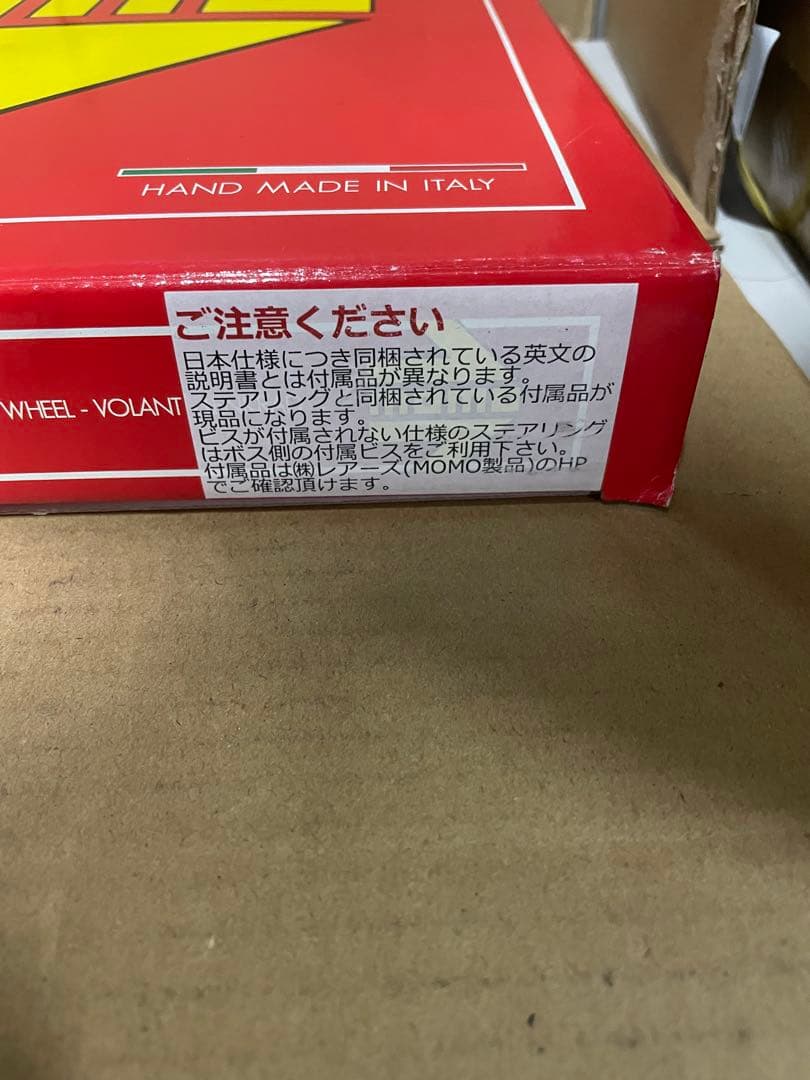 HAND MADE IN ITALY
ご注意ください
日本仕様につき同梱されている英文の
説明書とは付属品が異なります。
ステアリングと同梱されている付属品が
現品になります。
ビスが付属されない仕様のステアリング
はボス側の付属ビスをご利用下さい。
付属品は㈱レアーズ(MOMO製品)のHP
でご確認頂けます。
WHEEL - VOLANT